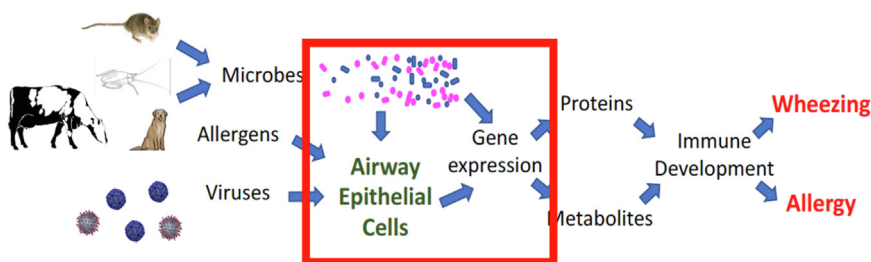 Microbes
Allergens
Viruses
Airway
Epithelial
Cells
Gene
expression
Proteins
Metabolites
Immune
Development
Wheezing
Allergy